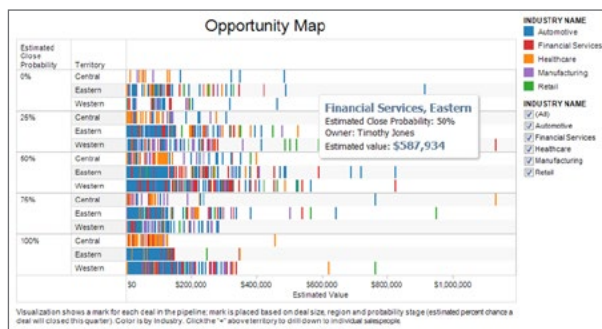 Opportunity Map
Estimated
Close
Probability
Territory
0%
Central
Eastern
Western
25%
Central
Eastern
Western
50%
Central
Eastern
Western
75%
Central
Eastern
Western
100%
Central
Eastern
Western
Financial Services, Eastern
Estimated Close Probability: 50%
Owner: Timothy Jones
Estimated value: $587,934
$0
$200,000
$400,000
$600,000
$800,000
$1,000,000
Estimated Value
Visualization shows a mark for each deal in the pipeline; mark is placed based on deal size, region and probability stage (estimated percent chance a
deal will closed this quarter). Color is by Industry. Click the "+" above territory to drill down to individual salespeople.
INDUSTRY NAME
Automotive
Financial Services
Healthcare
Manufacturing
Retail
INDUSTRY NAME
(All)
Automotive
Financial Services
Healthcare
Manufacturing
Retail